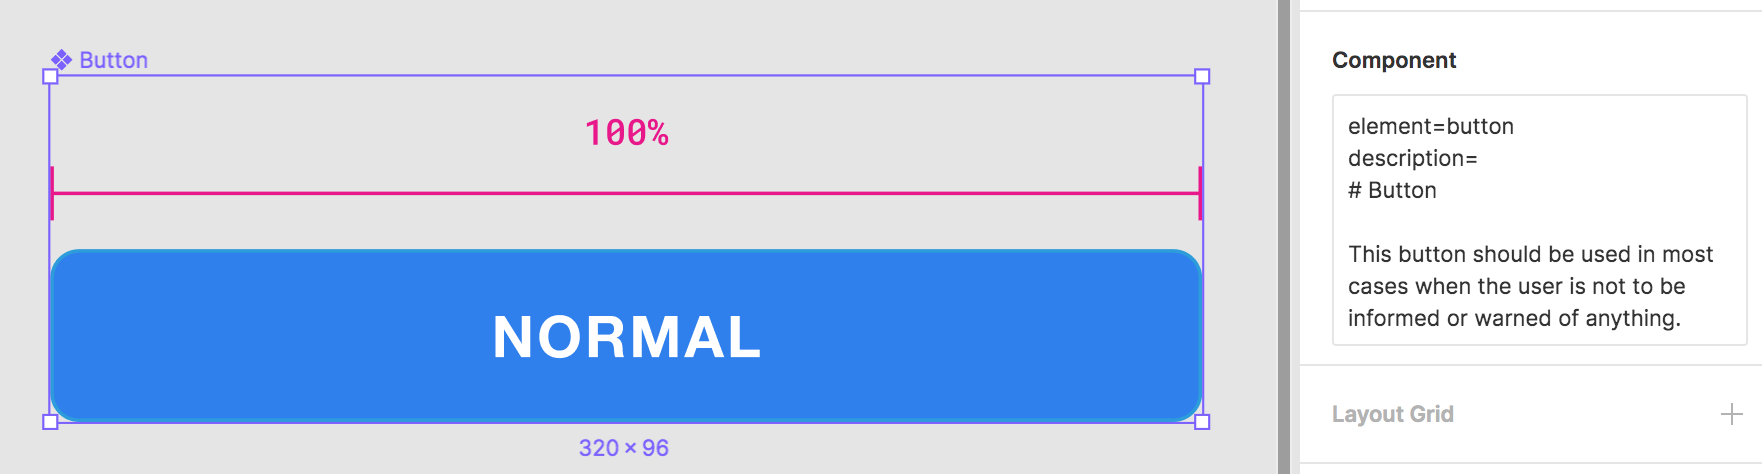 Button
100%
NORMAL
320 × 96
Component
element=button
description=
# Button
This button should be used in most
cases when the user is not to be
informed or warned of anything.
Layout Grid